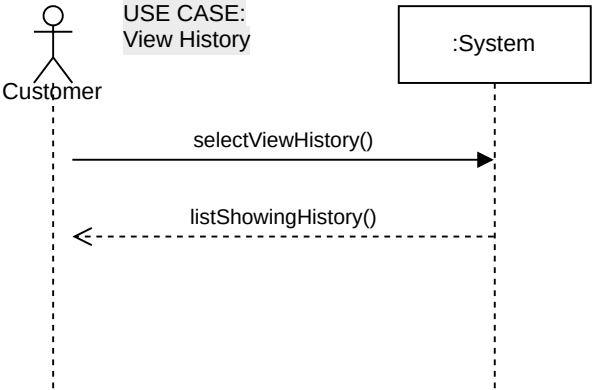 USE CASE:
View History
:System
Customer
selectViewHistory()
listShowingHistory()